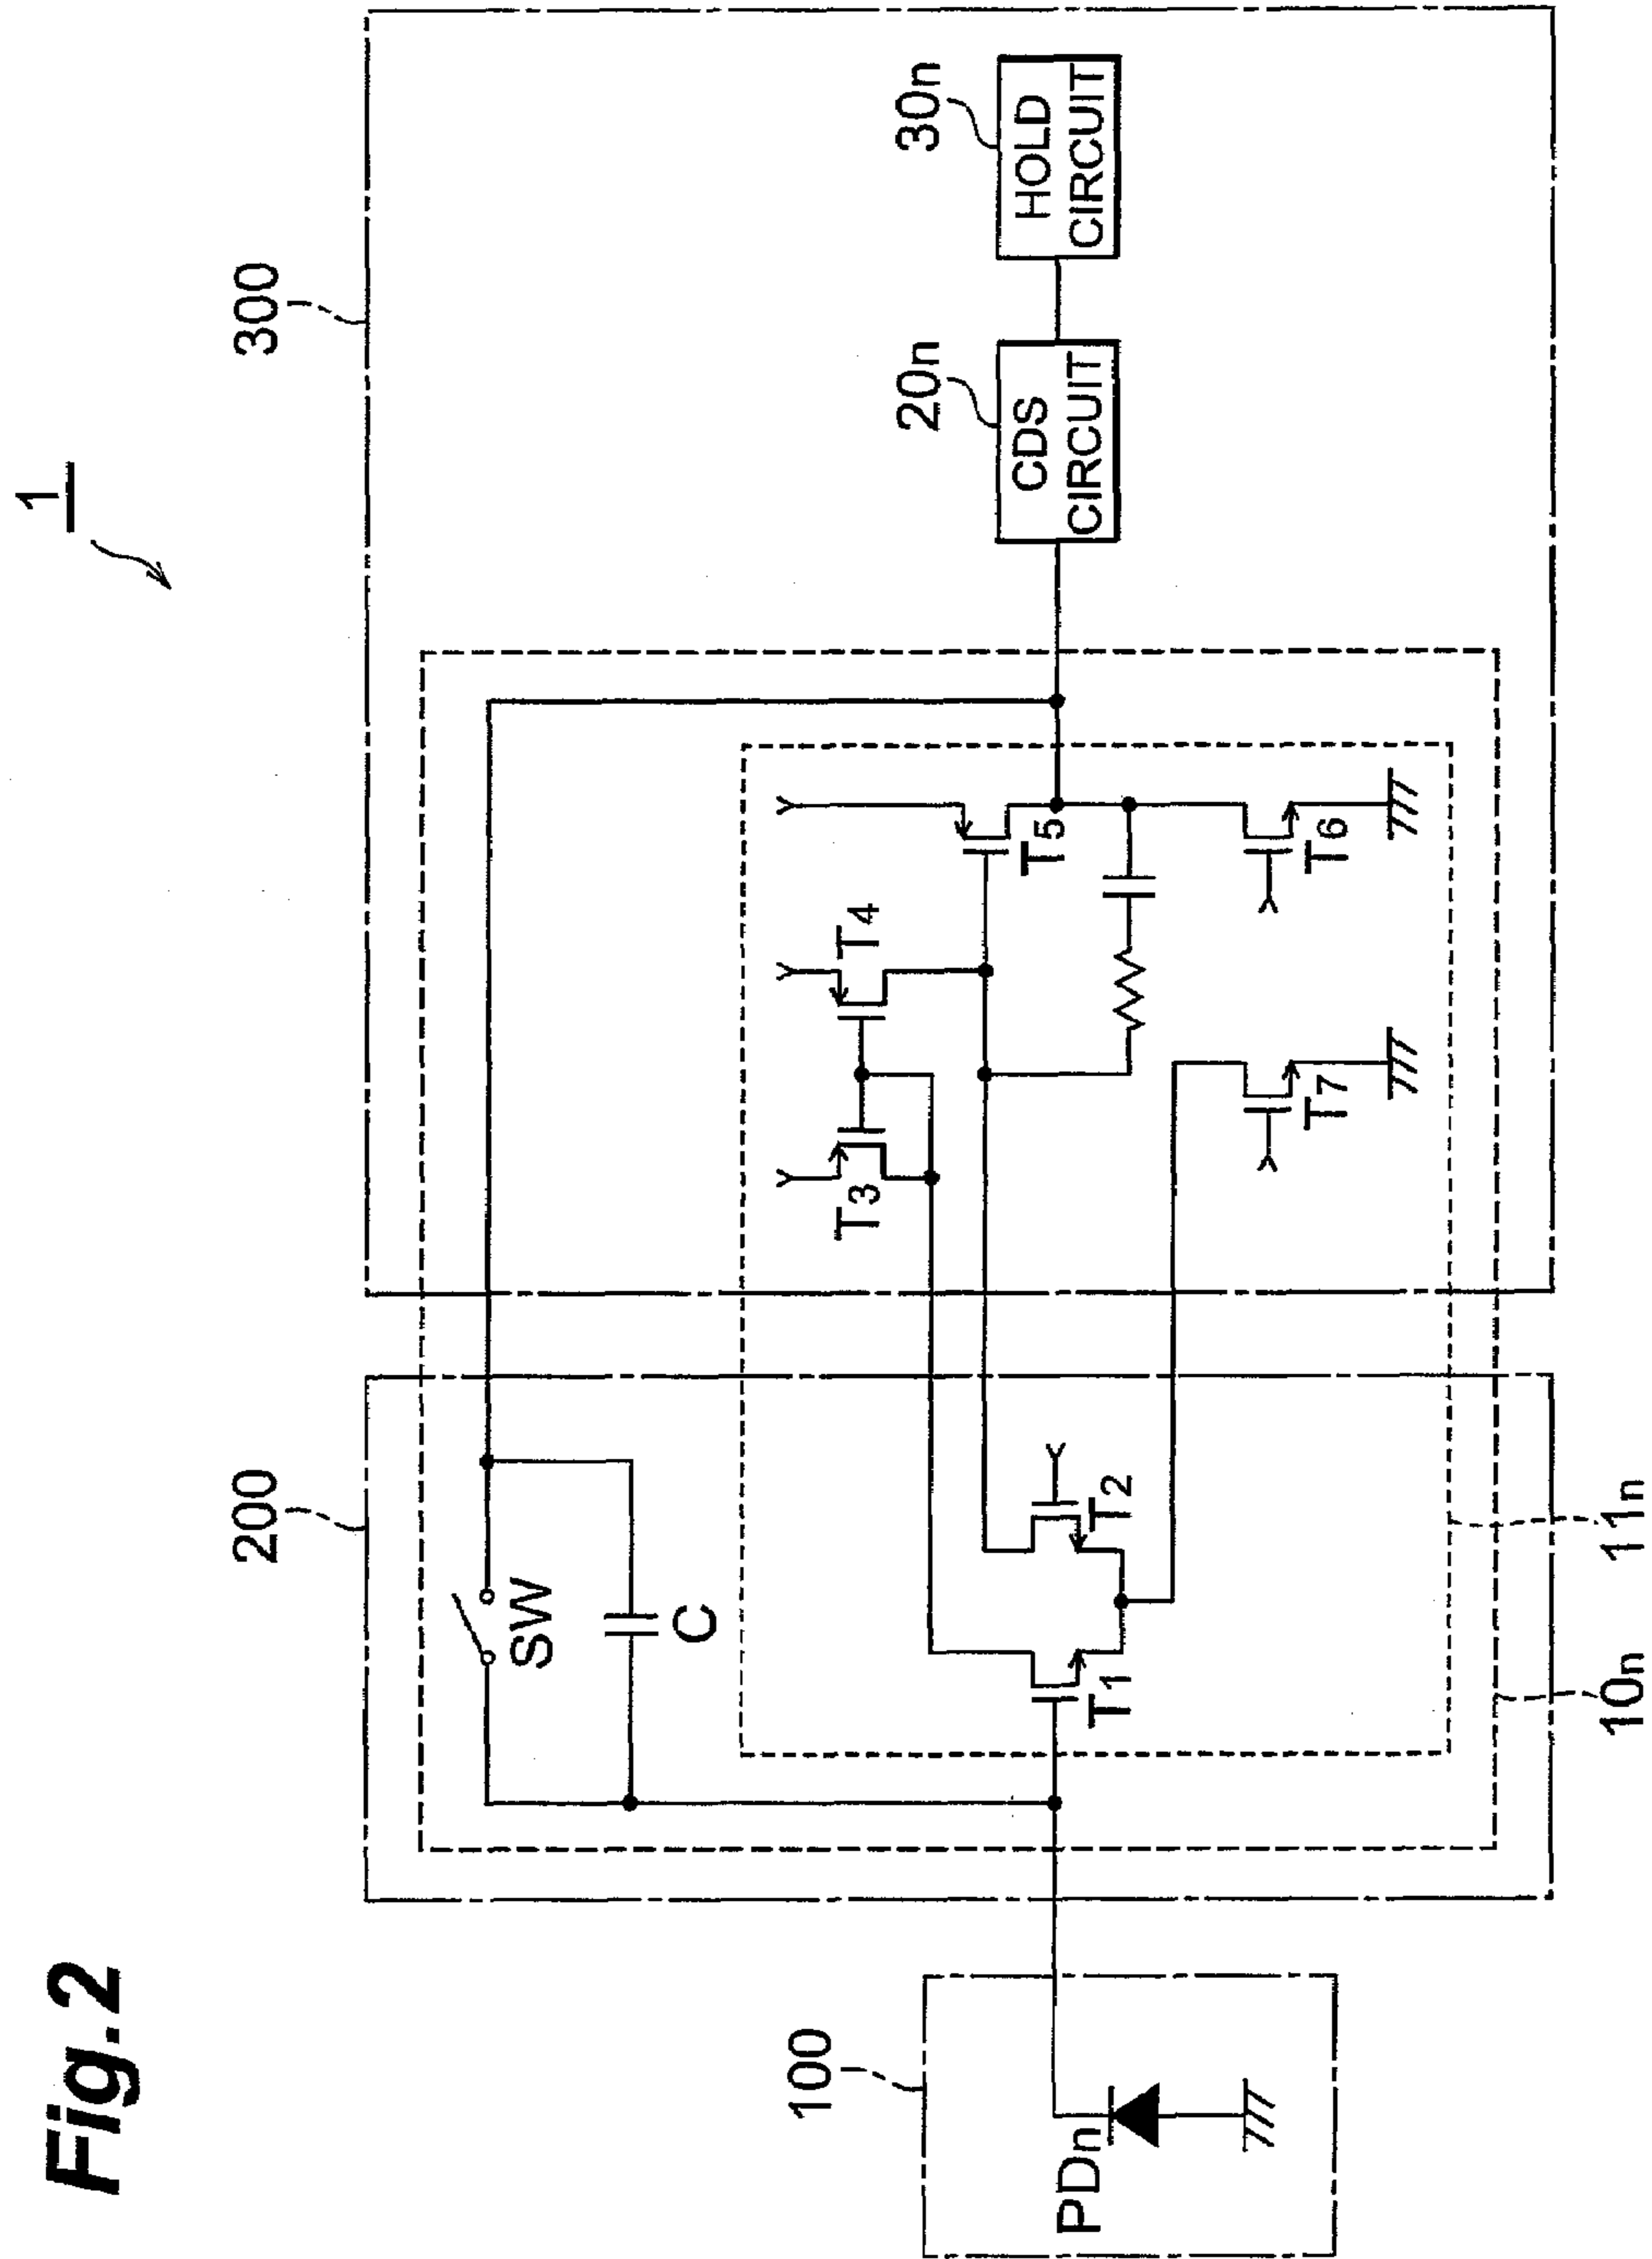 Fig.2
1
100
200
300
PDn
SW
C
T1
T2
T3
T4
T5
T6
T7
CDS
CIRCUIT
20n
HOLD
CIRCUIT
30n
10n
11n